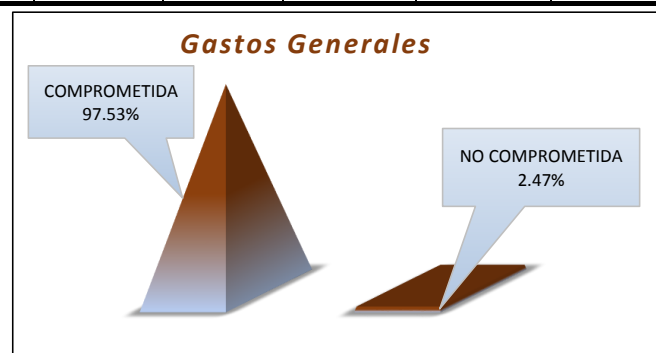 Gastos Generales
COMPROMETIDA
97.53%
NO COMPROMETIDA
2.47%